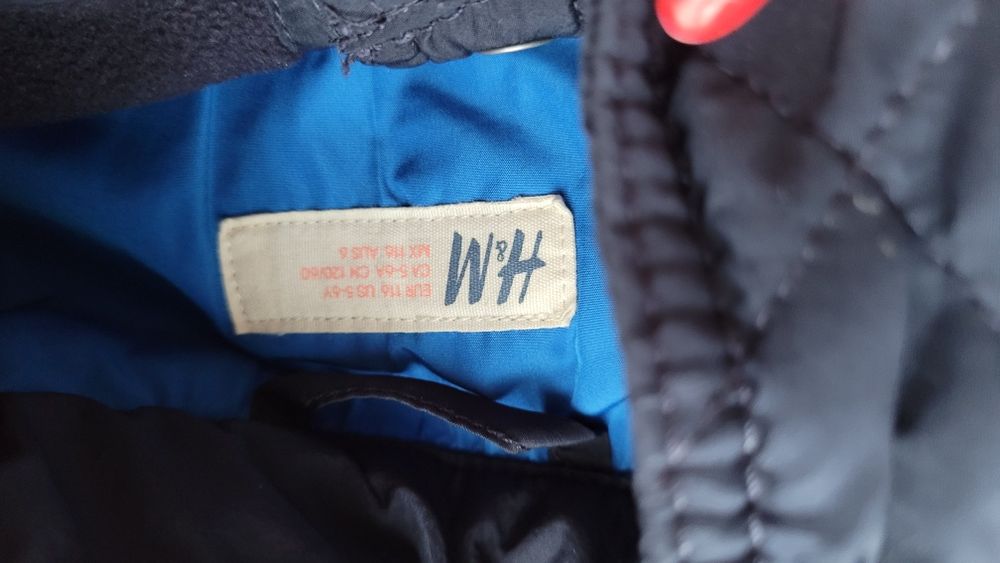 H&M
EUR 116 US 5-6Y
CA 5-6A CN 120/60
MX 116 AUS 6